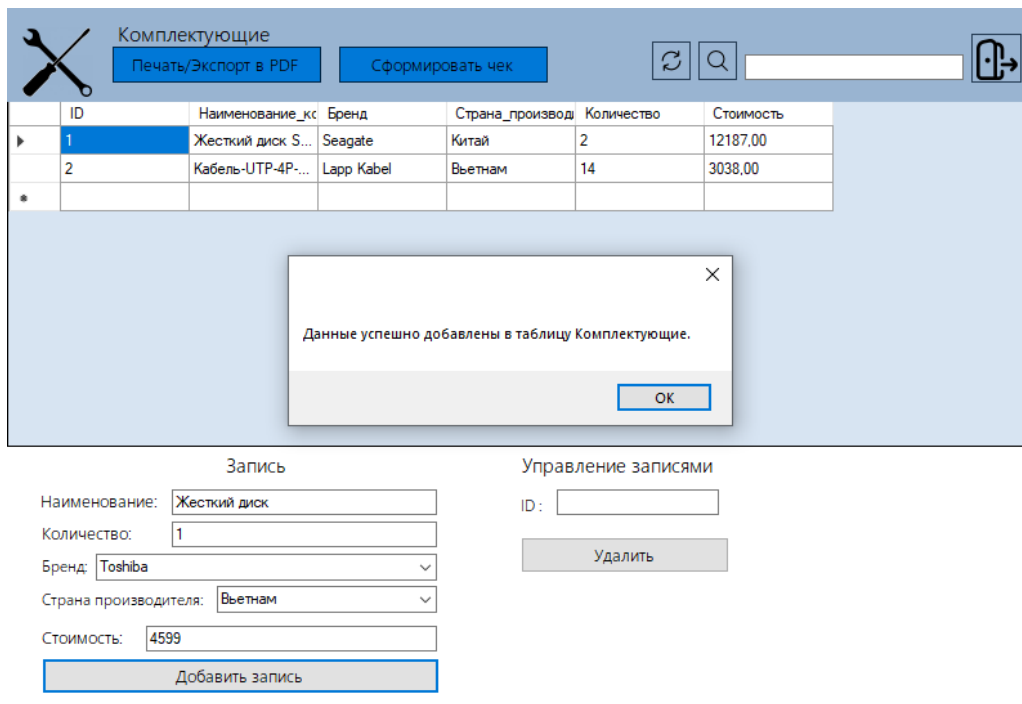 Комплектующие
Печать/Экспорт в PDF Сформировать чек
ID Наименование_кс Бренд Страна_производ Количество Стоимость
1 Жесткий диск S... Seagate Китай 2 12187,00
2 Кабель-UTP-4P-... Lapp Kabel Вьетнам 14 3038,00
Данные успешно добавлены в таблицу Комплектующие.
OK
Запись Управление записями
Наименование: Жесткий диск ID :
Количество: 1
Удалить
Бренд: Toshiba
Страна производителя: Вьетнам
Стоимость: 4599
Добавить запись